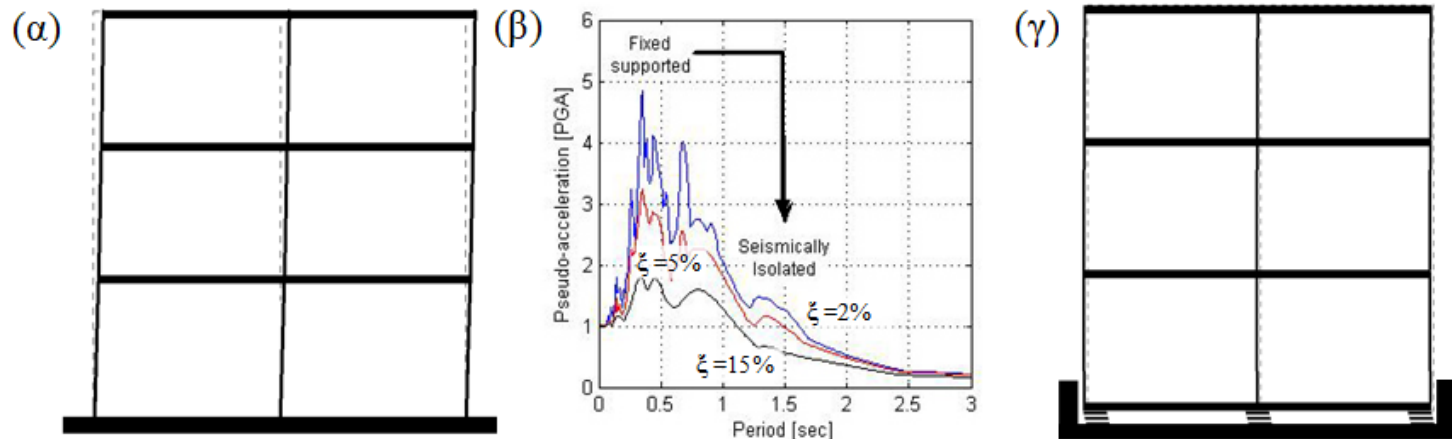 (α)
(β)
(γ)
Pseudo-acceleration [PGA]
6
5
4
3
2
1
0
Fixed
supported
Seismically
Isolated
ξ =5%
ξ =2%
ξ =15%
0 0.5 1 1.5 2 2.5 3
Period [sec]